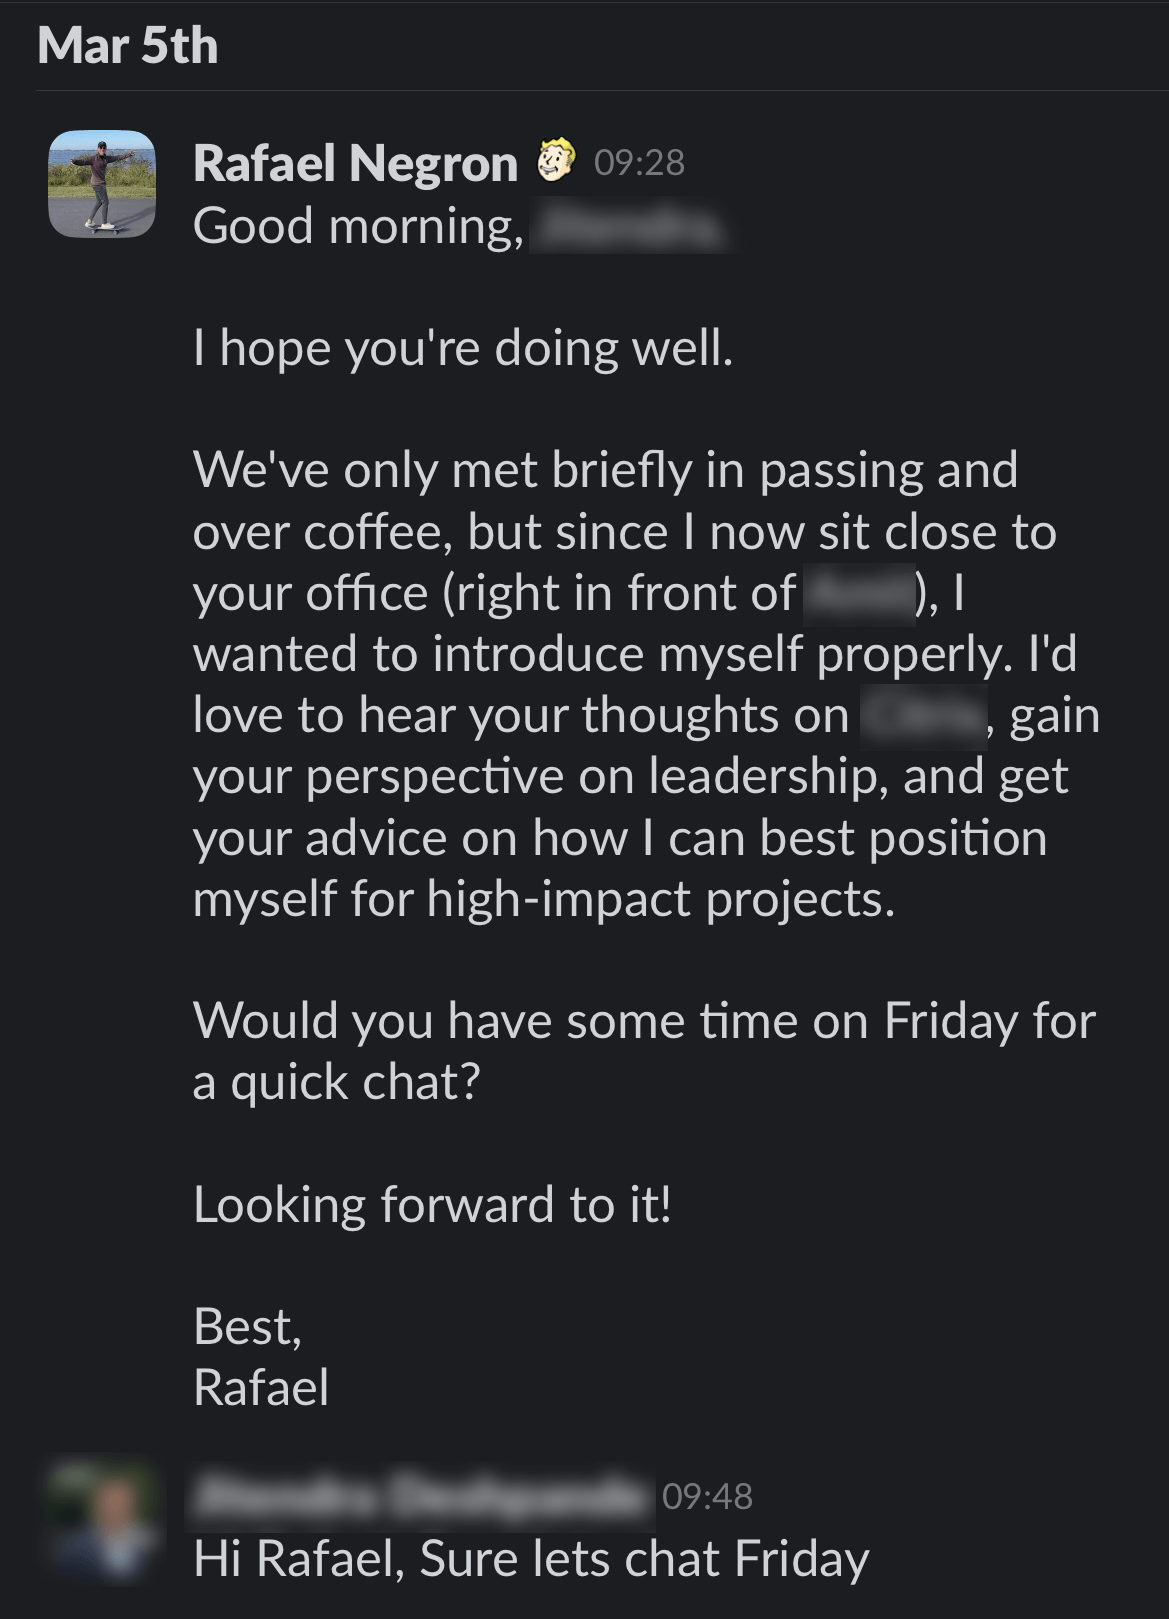 Mar 5th
Rafael Negron 09:28
Good morning,
I hope you're doing well.
We've only met briefly in passing and
over coffee, but since I now sit close to
your office (right in front of ), I
wanted to introduce myself properly. I'd
love to hear your thoughts on , gain
your perspective on leadership, and get
your advice on how I can best position
myself for high-impact projects.
Would you have some time on Friday for
a quick chat?
Looking forward to it!
Best,
Rafael
09:48
Hi Rafael, Sure lets chat Friday